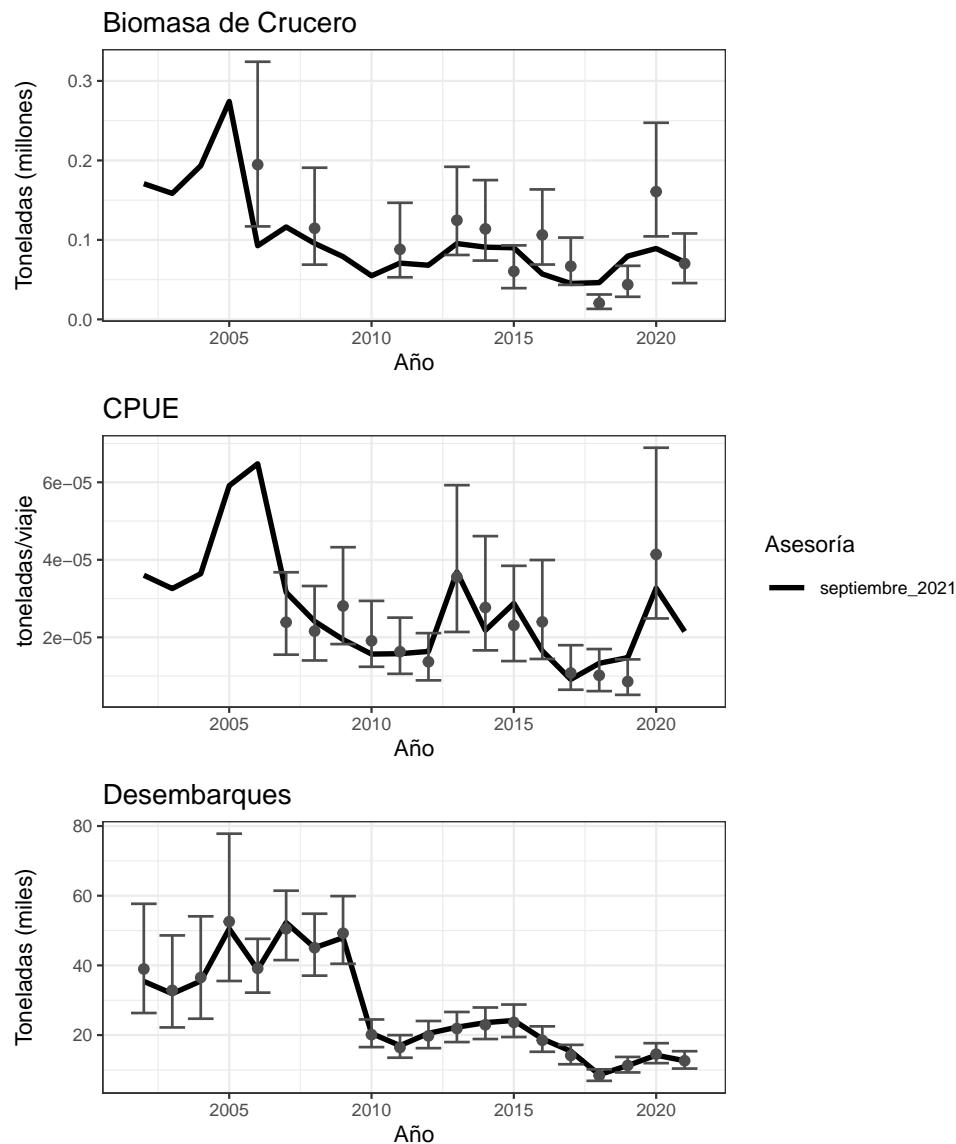 Biomasa de Crucero
Toneladas (millones)
0.3
0.2
0.1
0.0
2005 2010 2015 2020
Año
CPUE
toneladas/viaje
6e−05
4e−05
2e−05
2005 2010 2015 2020
Año
Asesoría
septiembre_2021
Desembarques
Toneladas (miles)
80
60
40
20
2005 2010 2015 2020
Año